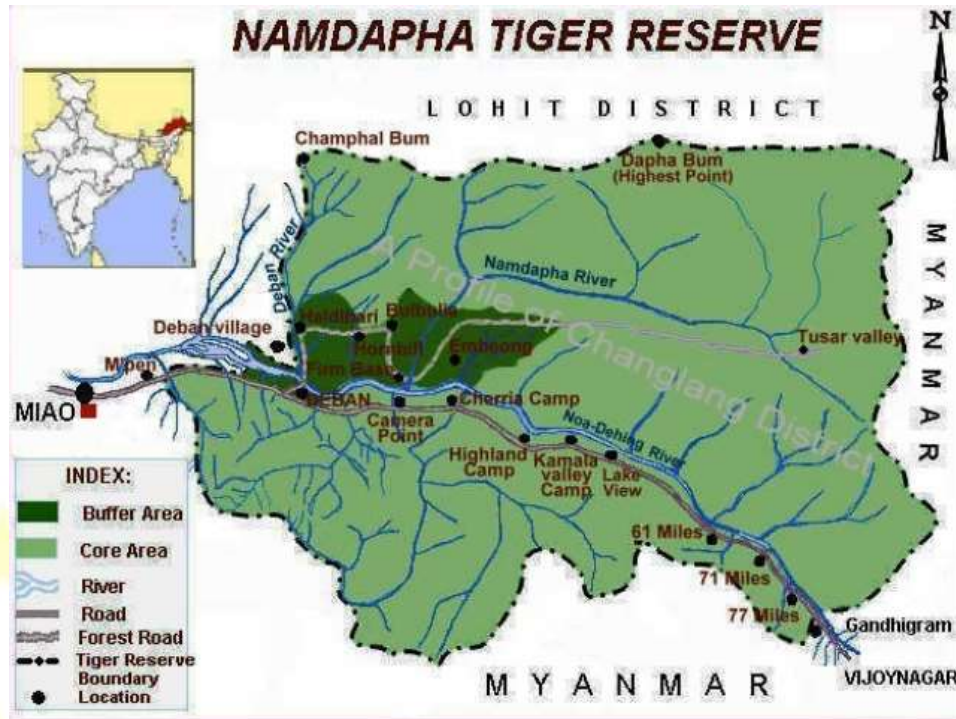 NAMDAPHA TIGER RESERVE
N
LOHIT DISTRICT
Champhal Bum
Dapha Bum
(Highest Point)
MYANMAR
Deban River
Namdapha River
A Profile of Changlang District
Deban village
Haldibari
Bulbulia
Hornbill
Embeong
Firm Base
Tusar valley
M'pen
MIAO
DEBAN
Camera
Point
Cherria Camp
Noa-Dehing River
Highland
Camp
Kamala
valley
Camp
Lake
View
61 Miles
71 Miles
77 Miles
Gandhigram
VIJOYNAGAR
MYANMAR
INDEX:
Buffer Area
Core Area
River
Road
Forest Road
Tiger Reserve
Boundary
Location